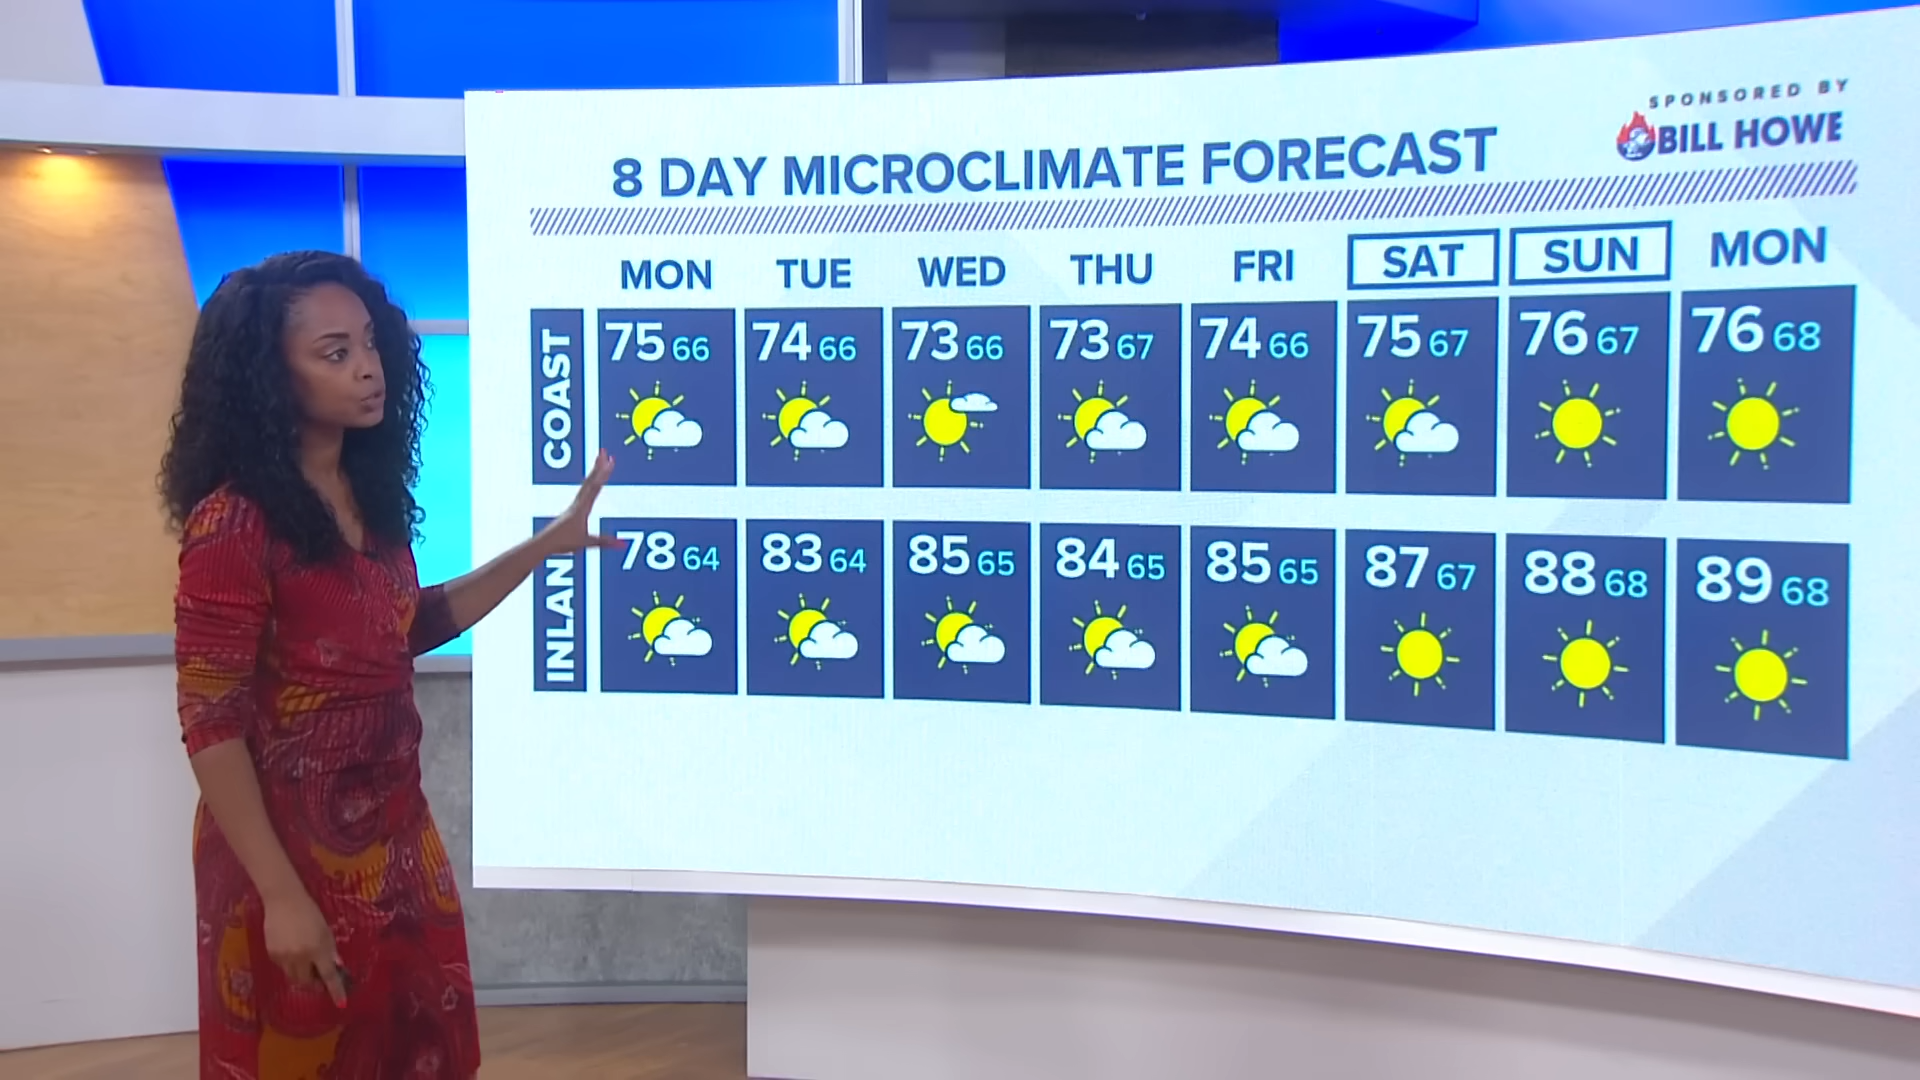 SPONSORED BY
BILL HOWE
8 DAY MICROCLIMATE FORECAST
MON TUE WED THU FRI SAT SUN MON
COAST
75 66 74 66 73 66 73 67 74 66 75 67 76 67 76 68
INLAN
78 64 83 64 85 65 84 65 85 65 87 67 88 68 89 68